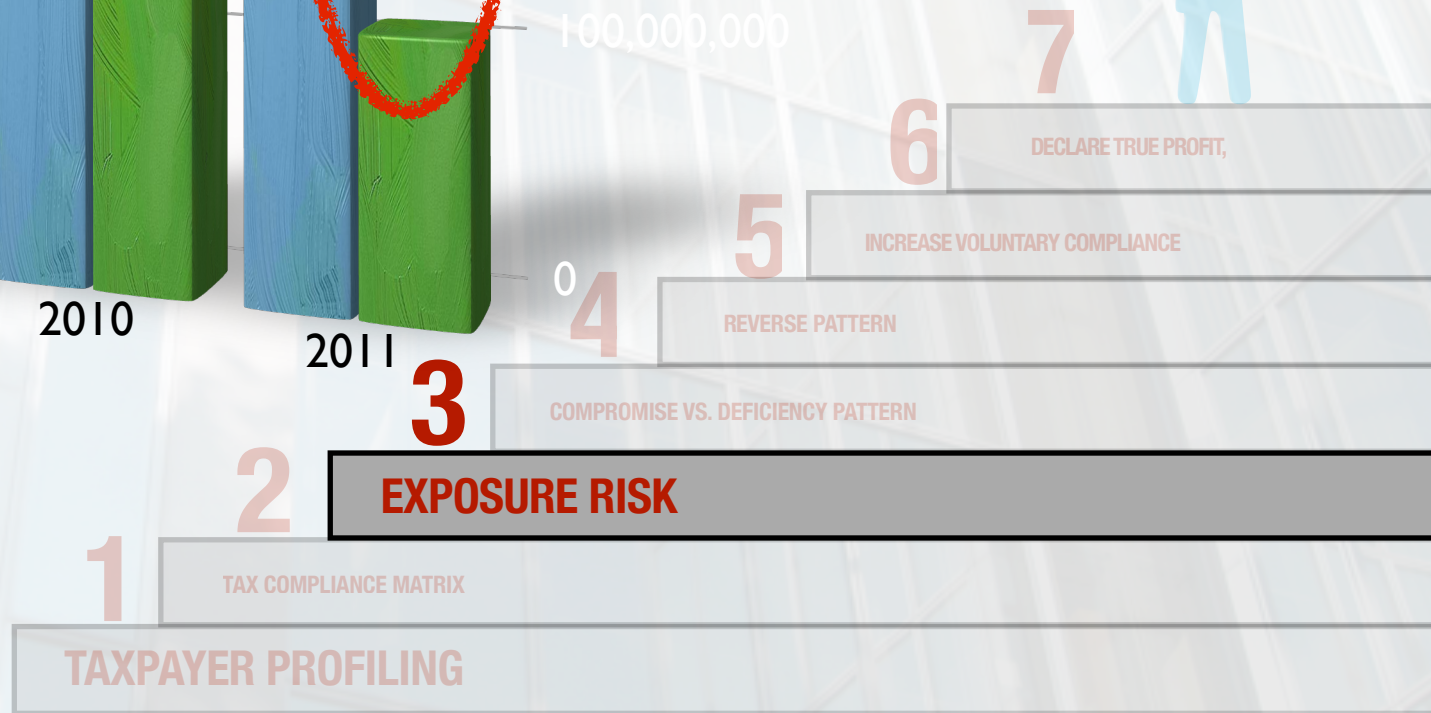 100,000,000
7
6
DECLARE TRUE PROFIT,
5
INCREASE VOLUNTARY COMPLIANCE
0
4
REVERSE PATTERN
2010
2011
3
COMPROMISE VS. DEFICIENCY PATTERN
2
EXPOSURE RISK
1
TAX COMPLIANCE MATRIX
TAXPAYER PROFILING